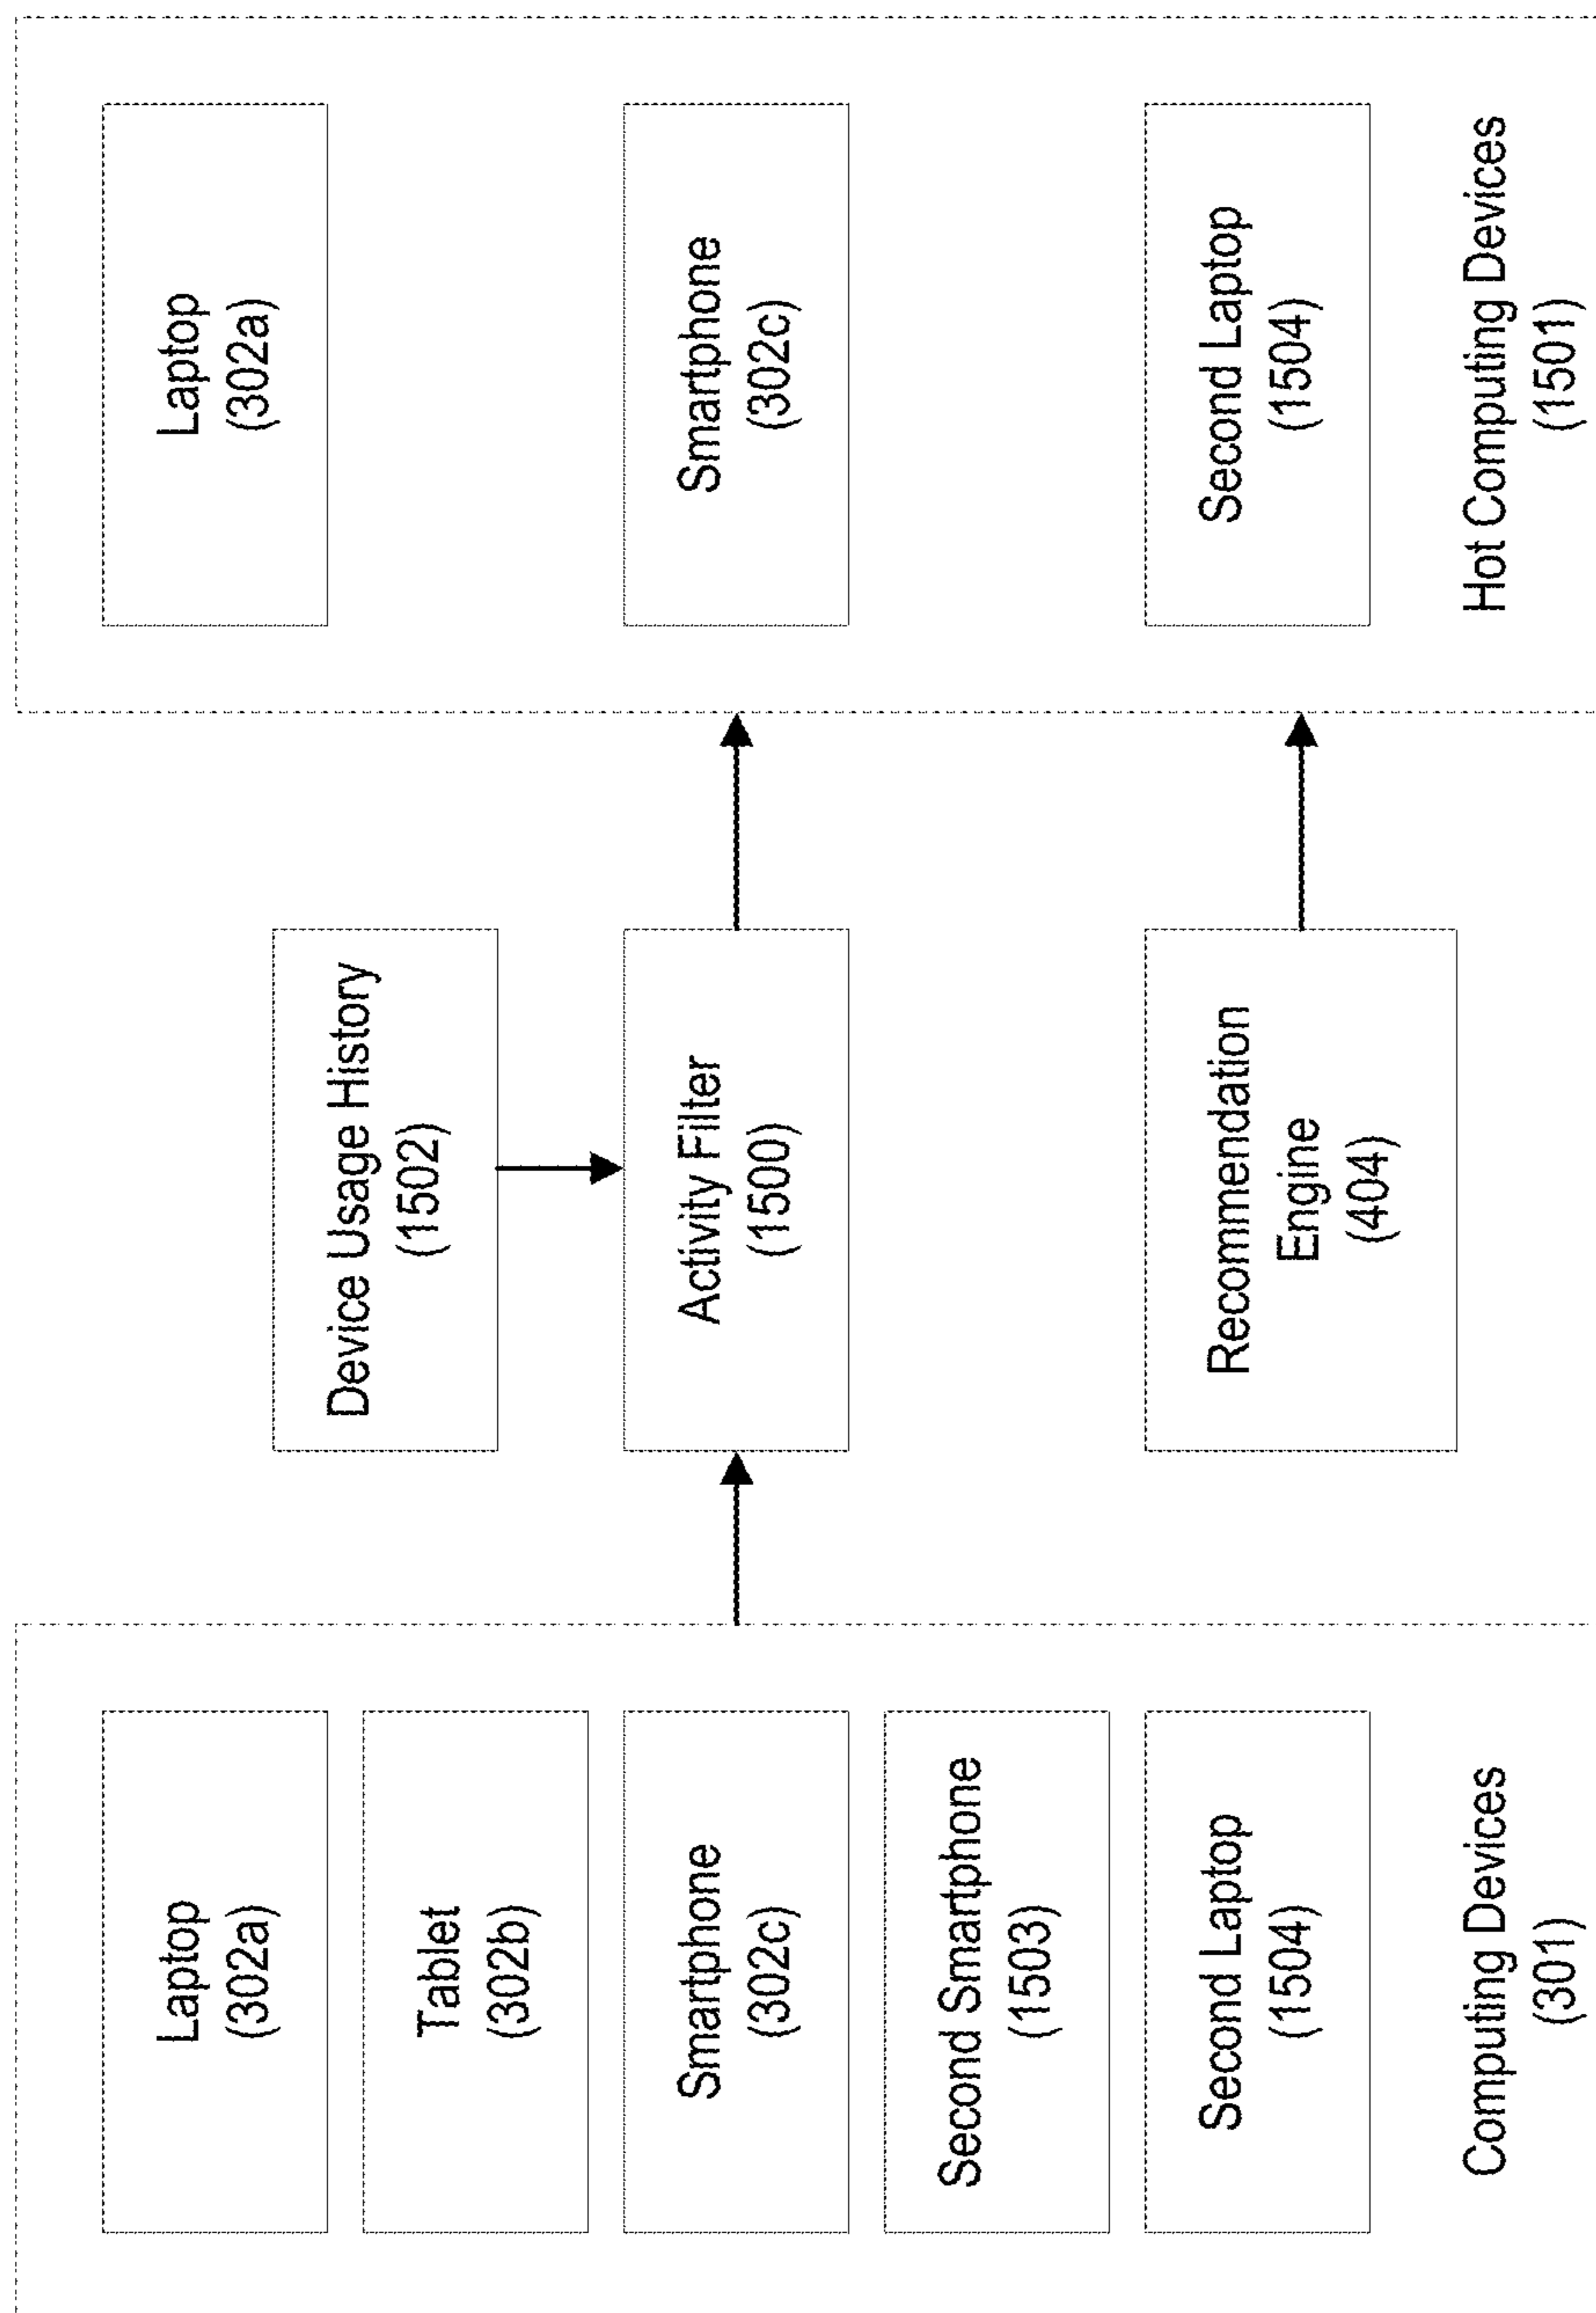 Laptop
(302a)
Tablet
(302b)
Smartphone
(302c)
Second Smartphone
(1503)
Second Laptop
(1504)
Computing Devices
(301)
Device Usage History
(1502)
Activity Filter
(1500)
Recommendation
Engine
(404)
Laptop
(302a)
Smartphone
(302c)
Second Laptop
(1504)
Hot Computing Devices
(1501)